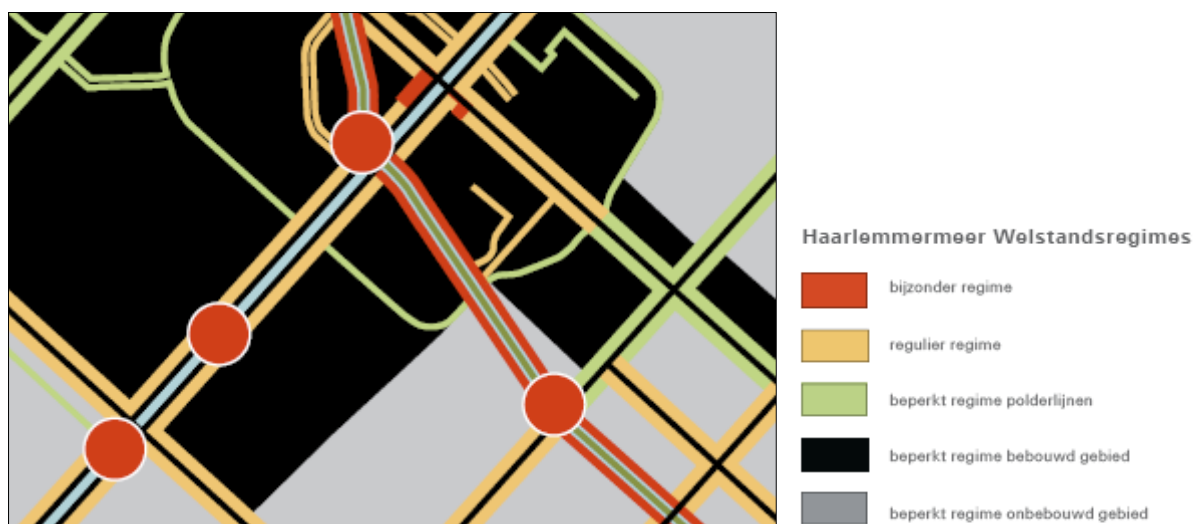 Haarlemmermeer Welstandsregimes
bijzonder regime
regulier regime
beperkt regime polderlijnen
beperkt regime bebouwd gebied
beperkt regime onbebouwd gebied